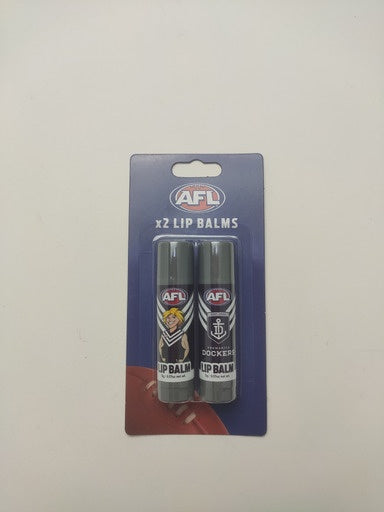 AFL
x2 LIP BALMS
AFL
LIP BALM
AFL
FREMANTLE
DOCKERS
LIP BALM